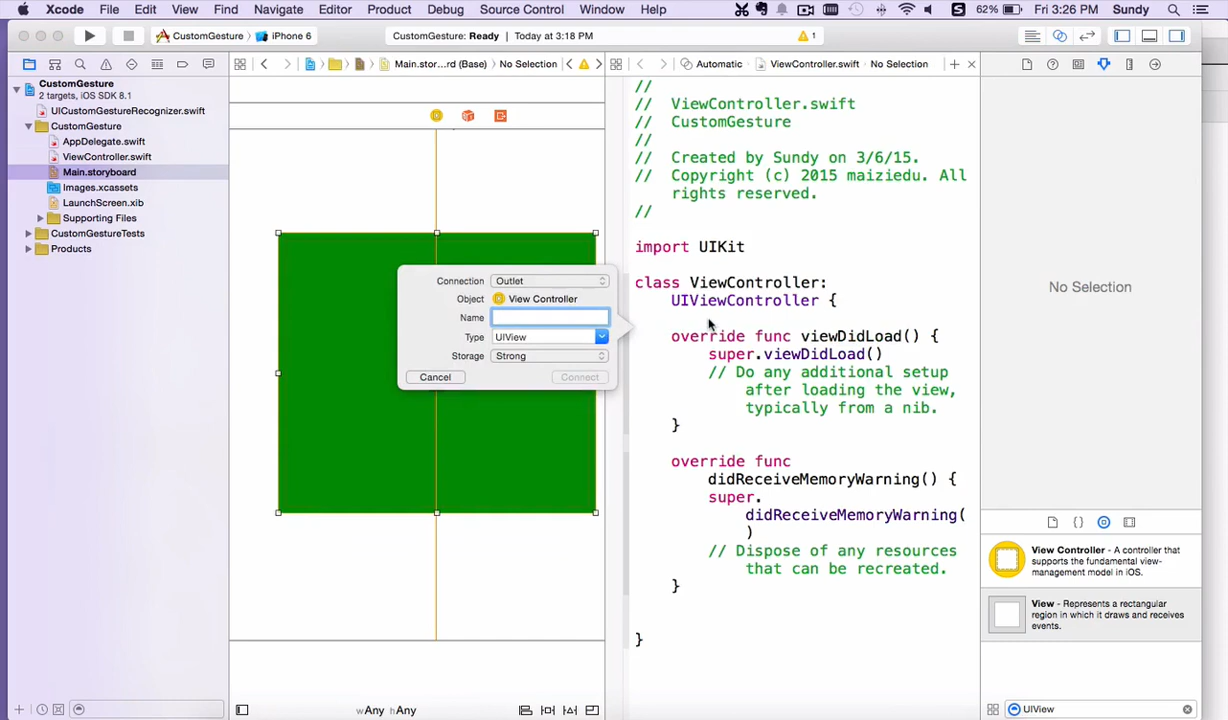 Xcode File Edit View Find Navigate Editor Product Debug Source Control Window Help 62% Fri 3:26 PM Sundy
CustomGesture iPhone 6
CustomGesture: Ready | Today at 3:18 PM
1
Main.stor...rd (Base) No Selection
Automatic ViewController.swift No Selection
CustomGesture
2 targets, iOS SDK 8.1
UICustomGestureRecognizer.swift
CustomGesture
AppDelegate.swift
ViewController.swift
Main.storyboard
Images.xcassets
LaunchScreen.xib
Supporting Files
CustomGestureTests
Products
Connection Outlet
Object View Controller
Name
Type UIView
Storage Strong
Cancel Connect
wAny hAny
//
// ViewController.swift
// CustomGesture
//
// Created by Sundy on 3/6/15.
// Copyright (c) 2015 maiziedu. All
rights reserved.
//
import UIKit
class ViewController:
UIViewController {
override func viewDidLoad() {
super.viewDidLoad()
// Do any additional setup
after loading the view,
typically from a nib.
}
override func
didReceiveMemoryWarning() {
super.
didReceiveMemoryWarning(
)
// Dispose of any resources
that can be recreated.
}
}
No Selection
View Controller - A controller that
supports the fundamental view-
management model in iOS.
View - Represents a rectangular
region in which it draws and receives
events.
UIView